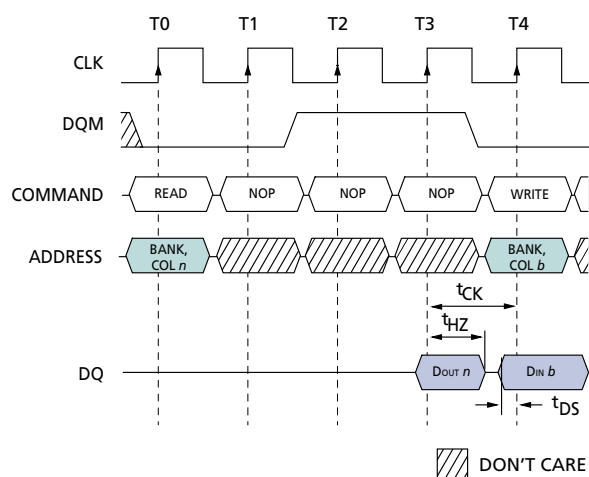 T0 T1 T2 T3 T4
CLK
DQM
COMMAND READ NOP NOP NOP WRITE
ADDRESS BANK, COL n BANK, COL b
tCK
tHZ
DQ DOUT n DIN b
tDS
DON'T CARE